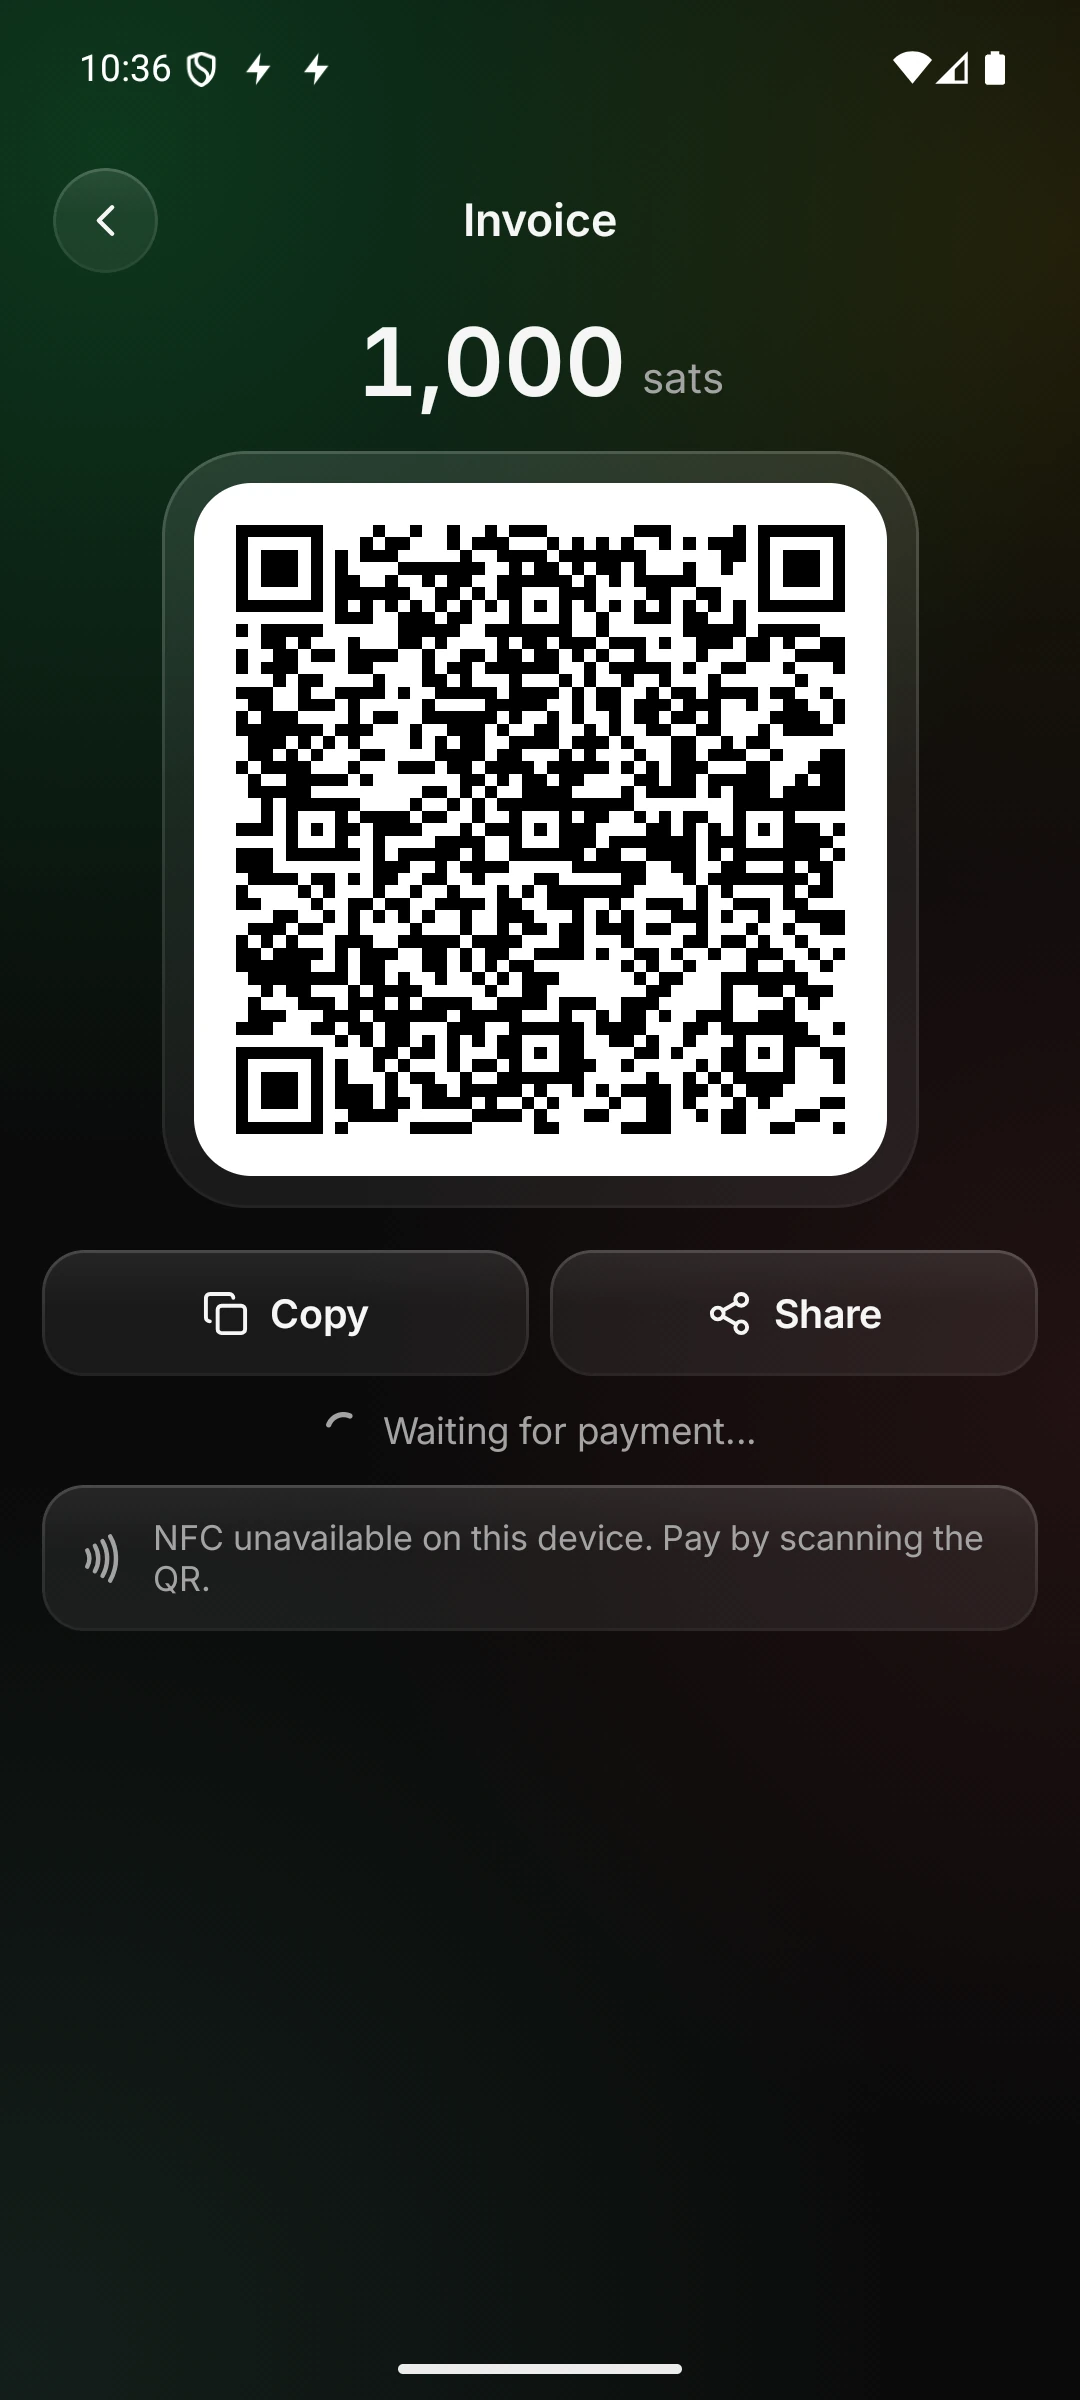 10:36
Invoice
1,000 sats
Copy
Share
Waiting for payment...
NFC unavailable on this device. Pay by scanning the
QR.